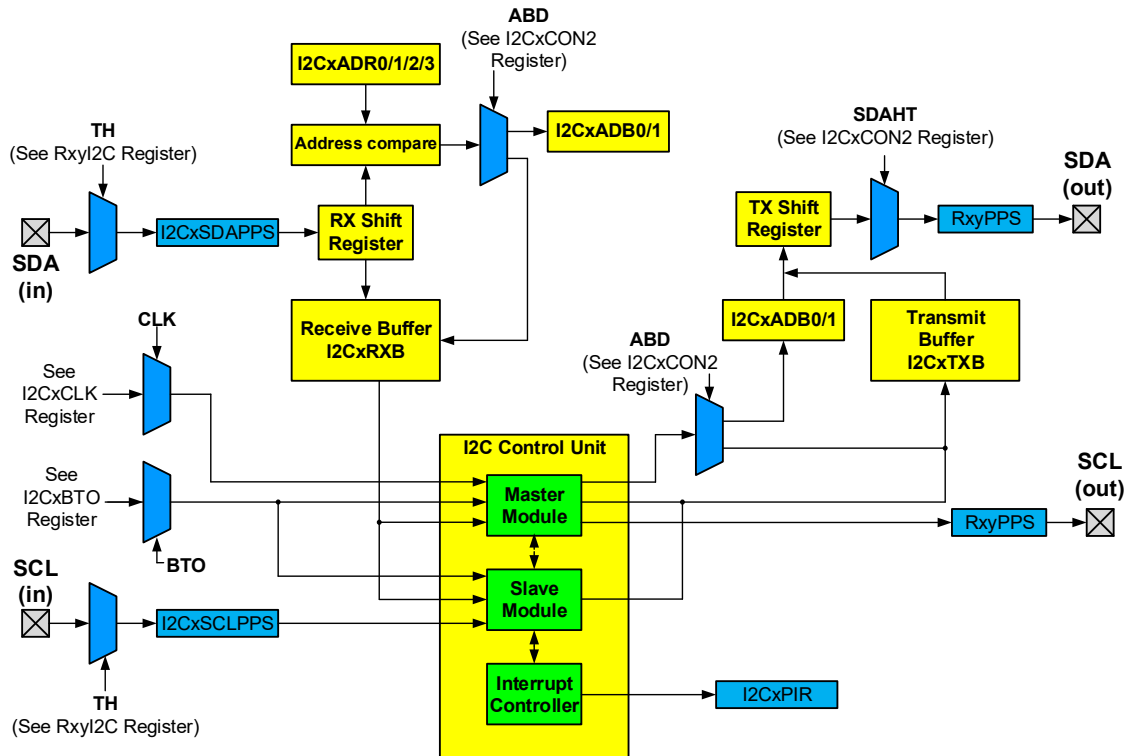 ABD
(See I2CxCON2
Register)
I2CxADR0/1/2/3
TH
(See RxyI2C Register)
Address compare
I2CxADB0/1
SDAHT
(See I2CxCON2 Register)
SDA
(out)
I2CxSDAPPS
RX Shift
Register
TX Shift
Register
RxyPPS
SDA
(in)
CLK
Receive Buffer
I2CxRXB
I2CxADB0/1
Transmit
Buffer
I2CxTXB
ABD
(See I2CxCON2
Register)
See
I2CxCLK
Register
I2C Control Unit
See
I2CxBTO
Register
Master
Module
SCL
(out)
RxyPPS
BTO
SCL
(in)
Slave
Module
I2CxSCLPPS
TH
(See RxyI2C Register)
Interrupt
Controller
I2CxPIR